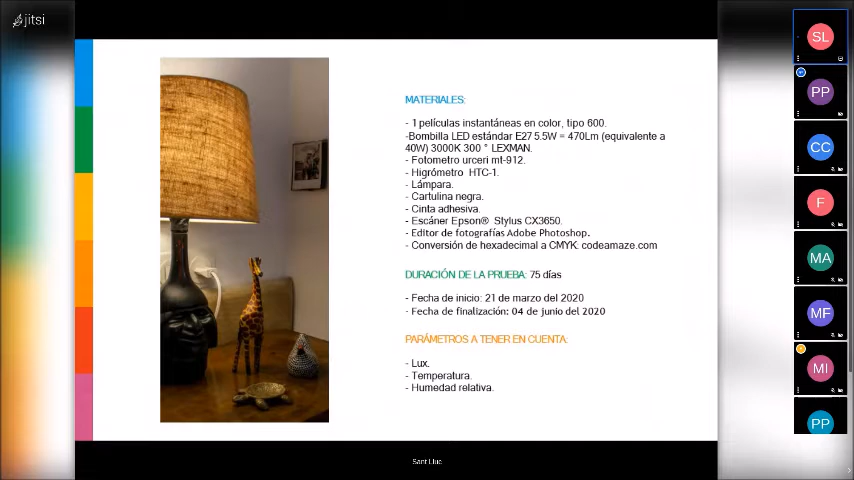 jitsi
MATERIALES:
- 1 películas instantáneas en color, tipo 600.
-Bombilla LED estándar E27 5.5W = 470Lm (equivalente a
40W) 3000K 300 ° LEXMAN.
- Fotometro urceri mt-912.
- Higrómetro HTC-1.
- Lámpara.
- Cartulina negra.
- Cinta adhesiva.
- Escáner Epson® Stylus CX3650.
- Editor de fotografías Adobe Photoshop.
- Conversión de hexadecimal a CMYK: codeamaze.com
DURACIÓN DE LA PRUEBA: 75 días
- Fecha de inicio: 21 de marzo del 2020
- Fecha de finalización: 04 de junio del 2020
PARÁMETROS A TENER EN CUENTA:
- Lux.
- Temperatura.
- Humedad relativa.
Sant Lluc
SL
PP
CC
F
MA
MF
MI
PP